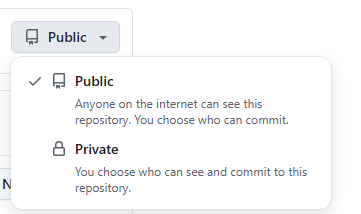 Public
Public
Anyone on the internet can see this
repository. You choose who can commit.
Private
You choose who can see and commit to this
repository.
N